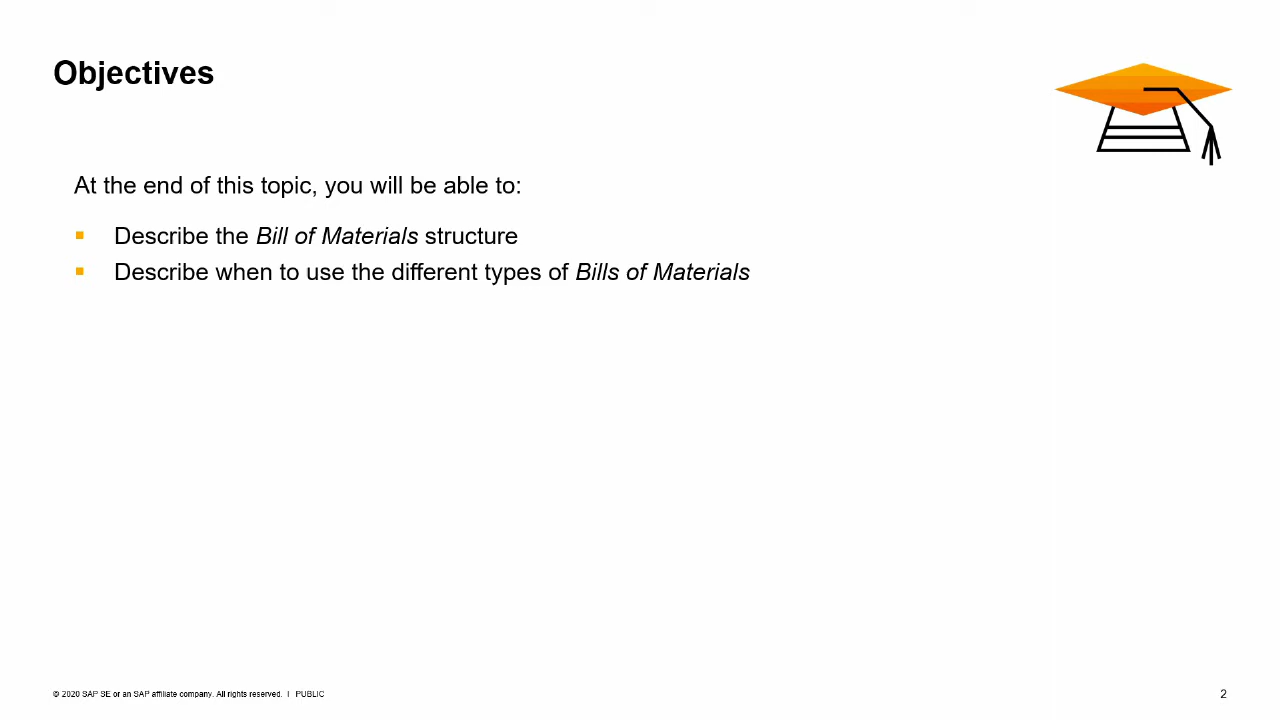 Objectives
At the end of this topic, you will be able to:
Describe the Bill of Materials structure
Describe when to use the different types of Bills of Materials
© 2020 SAP SE or an SAP affiliate company. All rights reserved. I PUBLIC
2